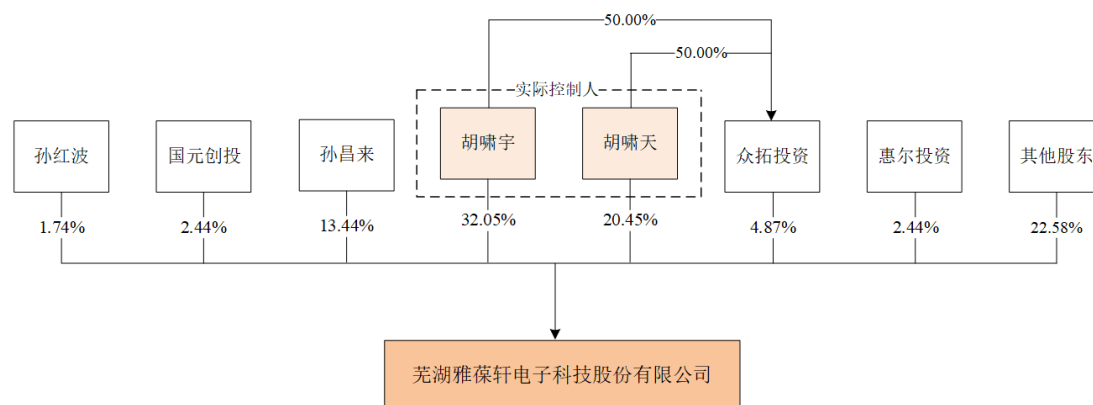 50.00%
50.00%
实际控制人
孙红波
国元创投
孙昌来
胡啸宇
胡啸天
众拓投资
惠尔投资
其他股东
1.74%
2.44%
13.44%
32.05%
20.45%
4.87%
2.44%
22.58%
芜湖雅葆轩电子科技股份有限公司